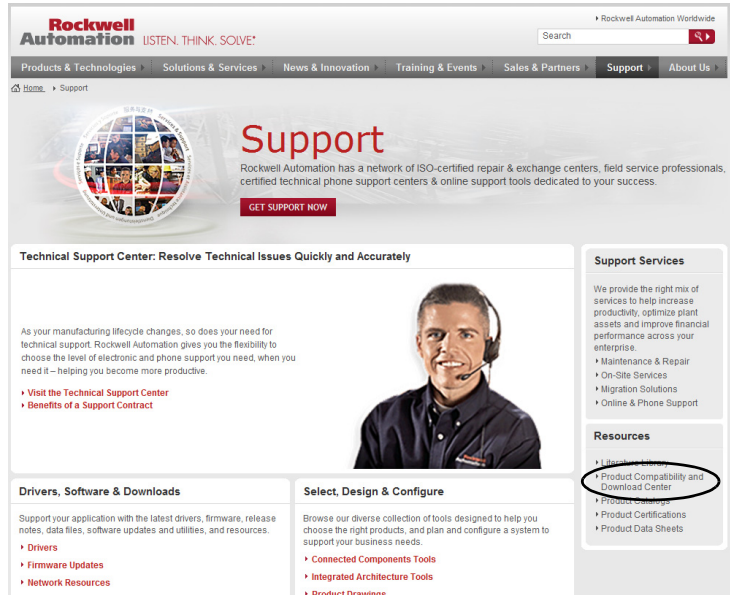 Rockwell Automation Worldwide
Rockwell
Automation
LISTEN. THINK. SOLVE.®
Search
Products & Technologies
Solutions & Services
News & Innovation
Training & Events
Sales & Partners
Support
About Us
Home
Support
Services & Support
Support
Rockwell Automation has a network of ISO-certified repair & exchange centers, field service professionals,
certified technical phone support centers & online support tools dedicated to your success.
GET SUPPORT NOW
Technical Support Center: Resolve Technical Issues Quickly and Accurately
As your manufacturing lifecycle changes, so does your need for
technical support. Rockwell Automation gives you the flexibility to
choose the level of electronic and phone support you need, when you
need it – helping you become more productive.
Visit the Technical Support Center
Benefits of a Support Contract
Support Services
We provide the right mix of
services to help increase
productivity, optimize plant
assets and improve financial
performance across your
enterprise.
Maintenance & Repair
On-Site Services
Migration Solutions
Online & Phone Support
Resources
Literature Library
Product Compatibility and
Download Center
Product Catalogs
Product Certifications
Product Data Sheets
Drivers, Software & Downloads
Support your application with the latest drivers, firmware, release
notes, data files, software updates and utilities, and resources.
Drivers
Firmware Updates
Network Resources
Select, Design & Configure
Browse our diverse collection of tools designed to help you
choose the right products, and plan and configure a system to
support your business needs.
Connected Components Tools
Integrated Architecture Tools
Product Drawings